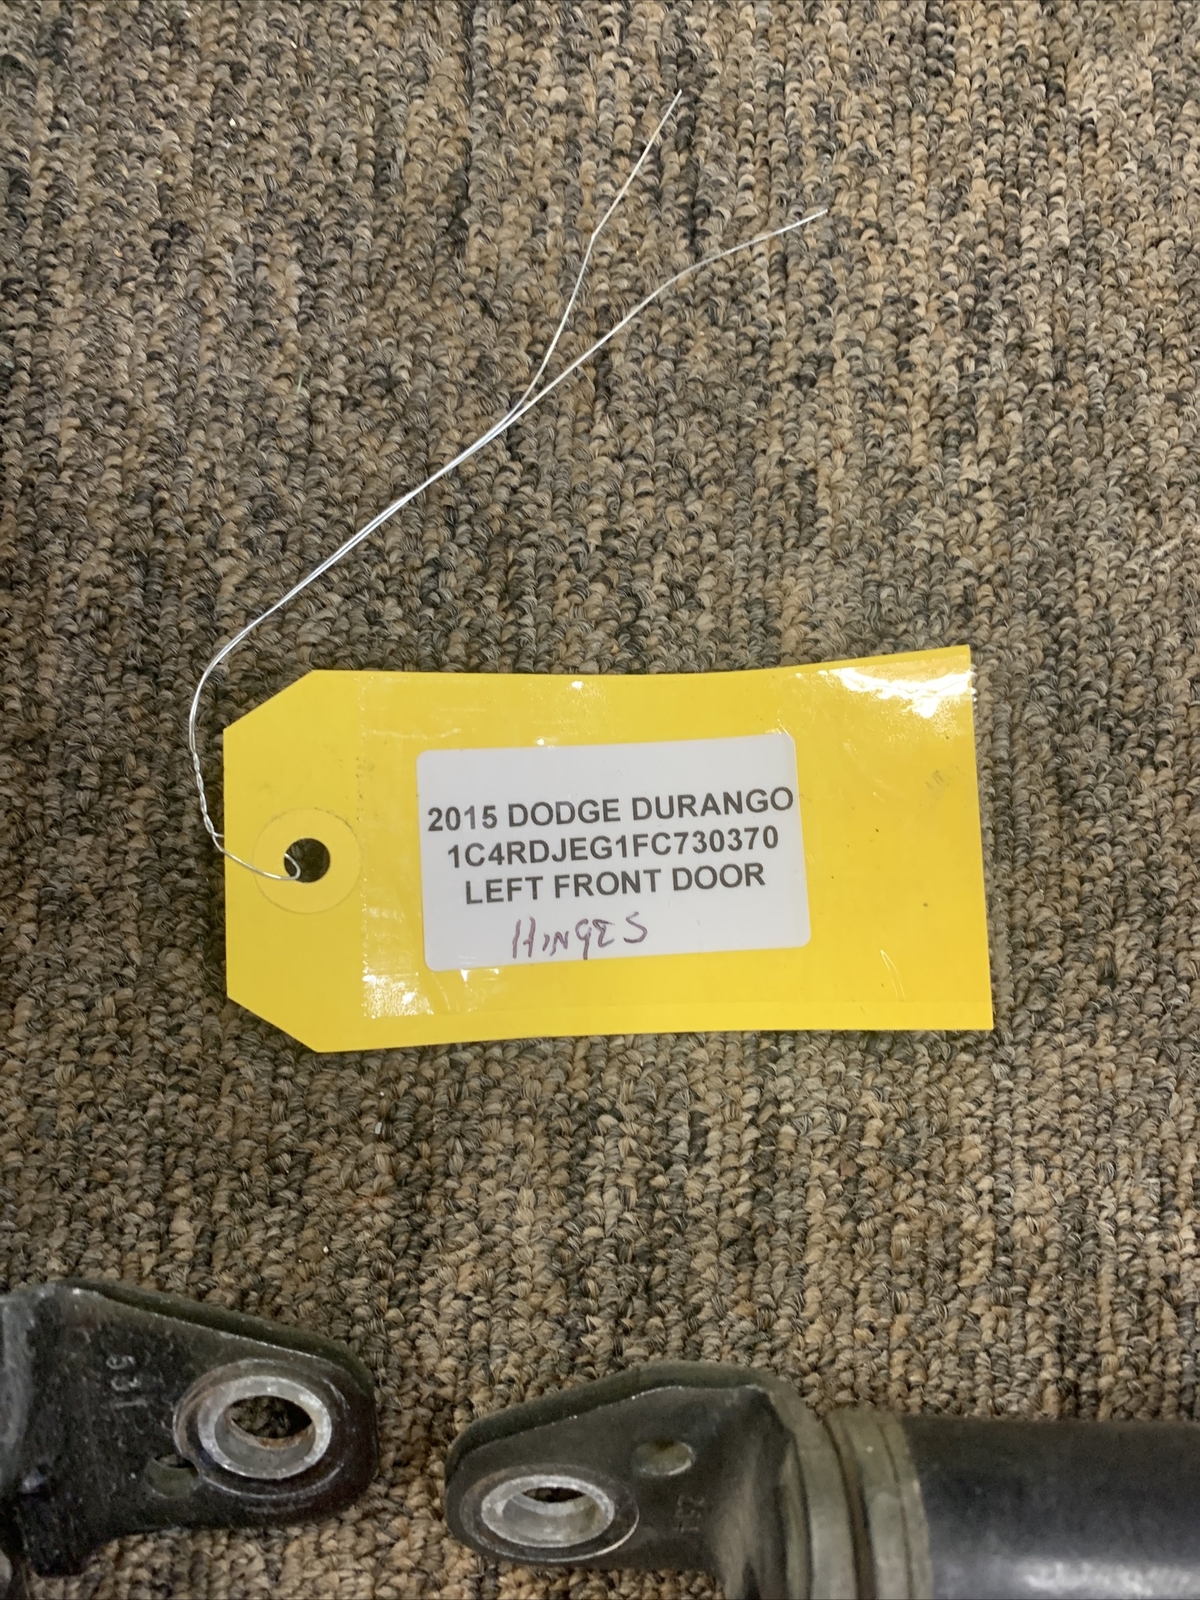 2015 DODGE DURANGO
1C4RDJEG1FC730370
LEFT FRONT DOOR
HINGES